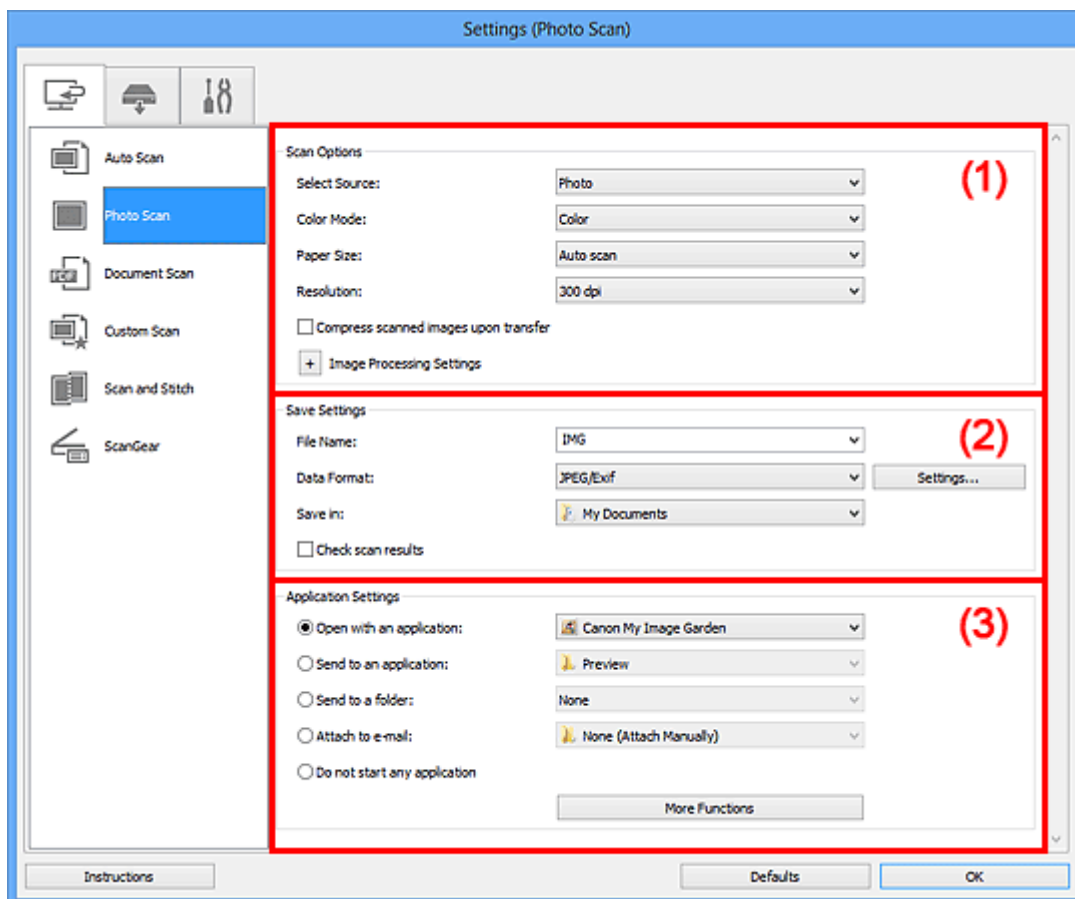 Settings (Photo Scan)
Auto Scan
Photo Scan
Document Scan
Custom Scan
Scan and Stitch
ScanGear
Scan Options
(1)
Select Source: Photo
Color Mode: Color
Paper Size: Auto scan
Resolution: 300 dpi
Compress scanned images upon transfer
+ Image Processing Settings
Save Settings
(2)
File Name: IMG
Data Format: JPEG/Exif Settings...
Save in: My Documents
Check scan results
Application Settings
(3)
Open with an application: Canon My Image Garden
Send to an application: Preview
Send to a folder: None
Attach to e-mail: None (Attach Manually)
Do not start any application
More Functions
Instructions Defaults OK